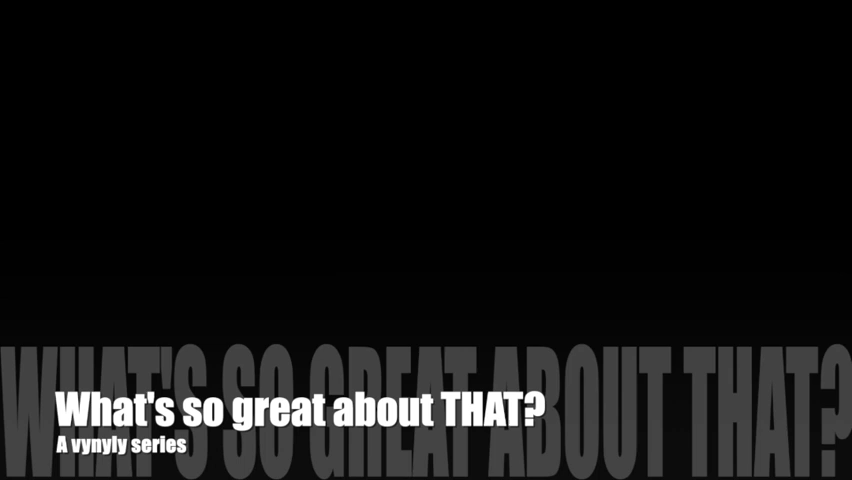 WHAT'S SO GREAT ABOUT THAT?
What's so great about THAT?
A vynyly series